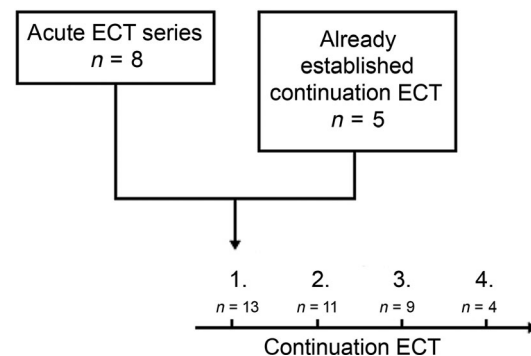 Acute ECT series
n = 8
Already
established
continuation ECT
n = 5
1. 2. 3. 4.
n = 13 n = 11 n = 9 n = 4
Continuation ECT